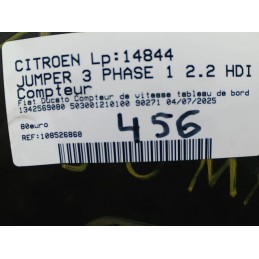 CITROEN Lp:14844
JUMPER 3 PHASE 1 2.2 HDI
Compteur
Fiat Ducato Compteur de vitesse tableau de bord
1342569080 503001210100 90271 04/07/2025
456
80euro
REF:108526868